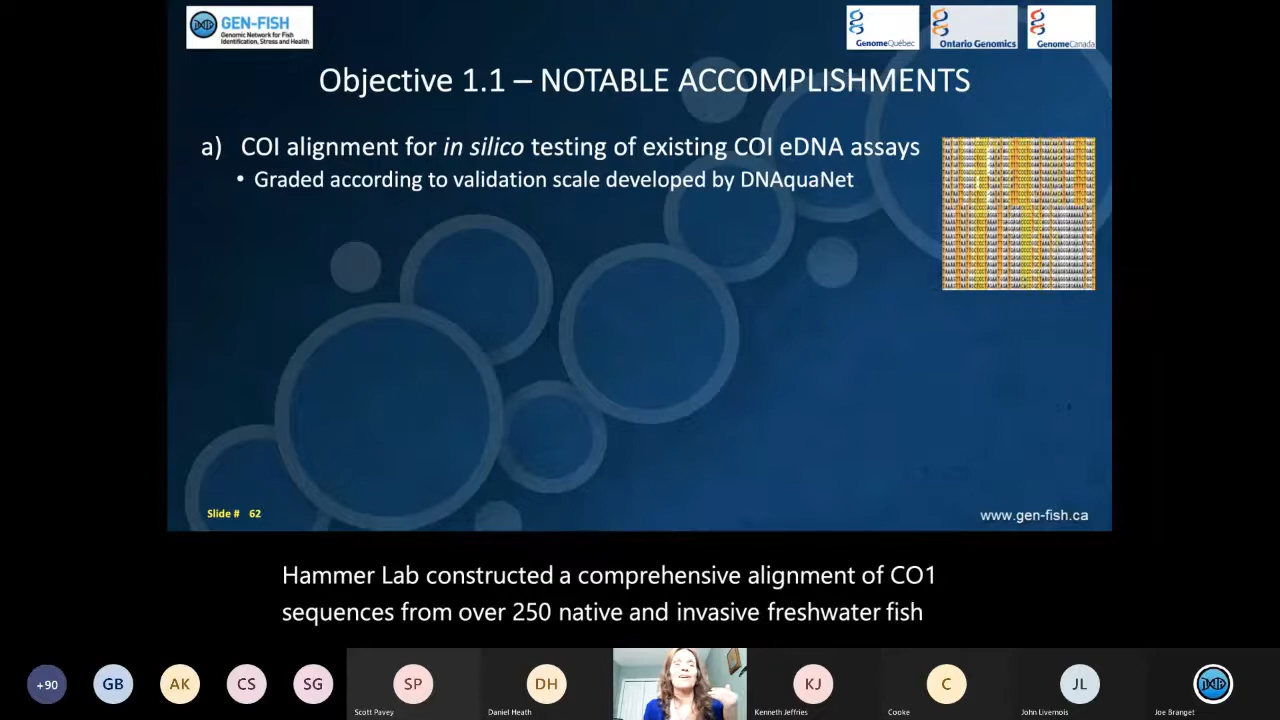 GEN-FISH
Genomic Network for Fish
Identification, Stress and Health
GenomeQuébec
Ontario Genomics
GenomeCanada
Objective 1.1 – NOTABLE ACCOMPLISHMENTS
a) COI alignment for in silico testing of existing COI eDNA assays
• Graded according to validation scale developed by DNAquaNet
Slide # 62
www.gen-fish.ca
Hammer Lab constructed a comprehensive alignment of CO1
sequences from over 250 native and invasive freshwater fish
+90
GB
AK
CS
SG
SP
DH
KJ
C
JL
Scott Pavey
Daniel Heath
Kenneth Jeffries
Cooke
John Livernois
Joe Branget